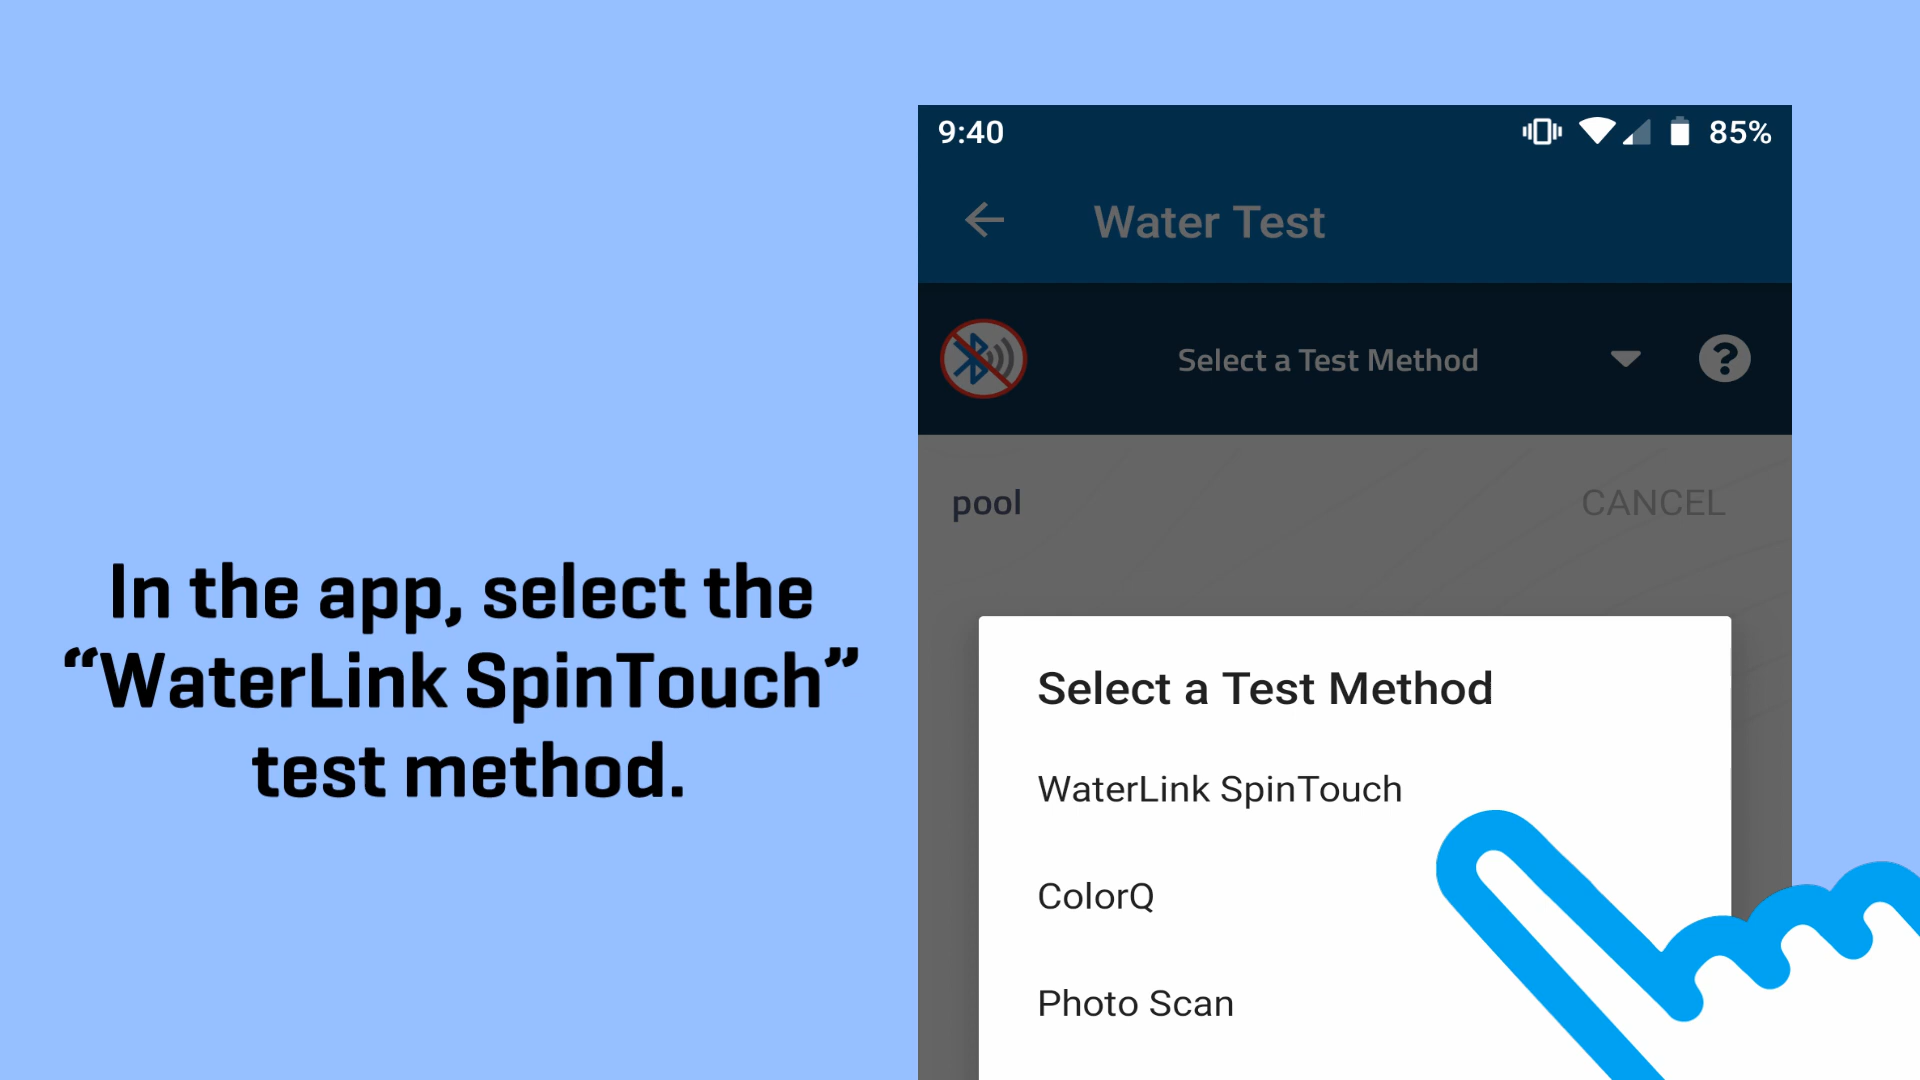 In the app, select the
“WaterLink SpinTouch”
test method.
9:40
85%
Water Test
Select a Test Method
?
pool
CANCEL
Select a Test Method
WaterLink SpinTouch
ColorQ
Photo Scan